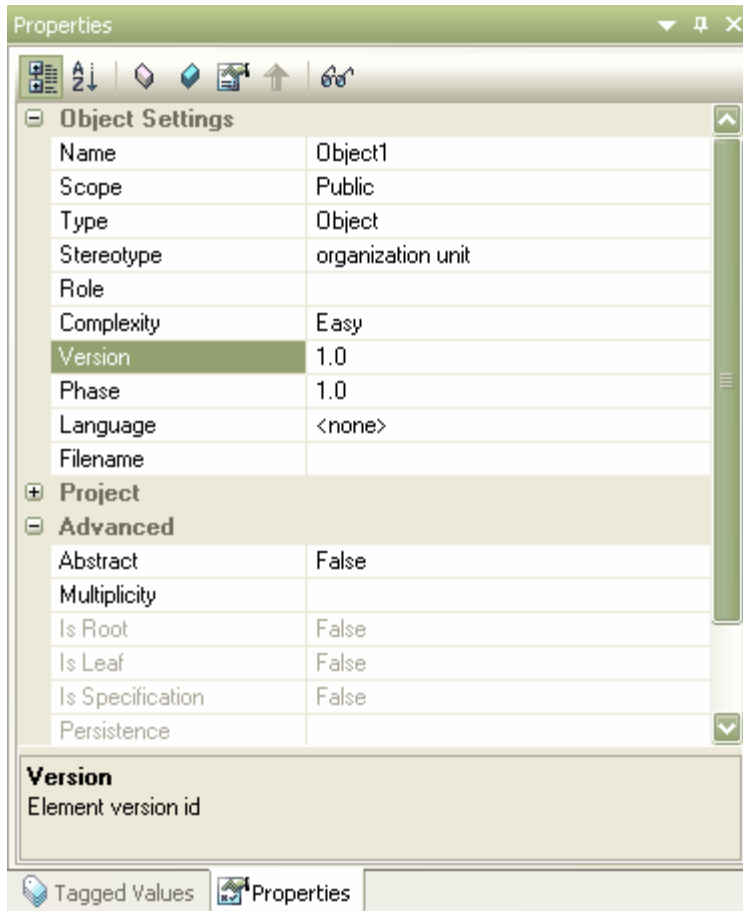 Properties
Object Settings
Name Object1
Scope Public
Type Object
Stereotype organization unit
Role
Complexity Easy
Version 1.0
Phase 1.0
Language <none>
Filename
Project
Advanced
Abstract False
Multiplicity
Is Root False
Is Leaf False
Is Specification False
Persistence
Version
Element version id
Tagged Values Properties